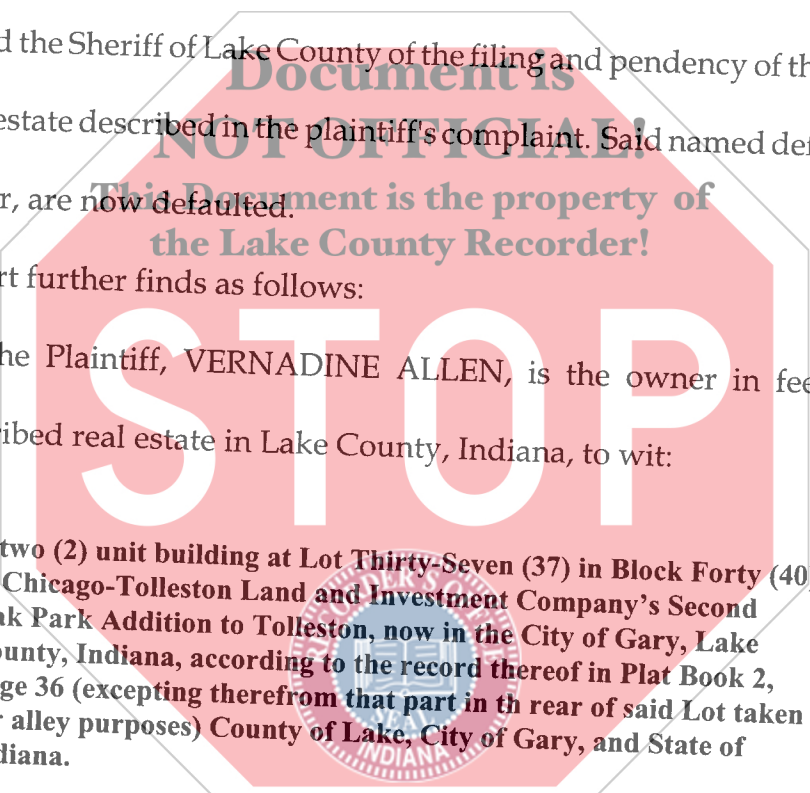 d the Sheriff of Lake County of the filing and pendency of th
Document is
estate described in the plaintiff's complaint. Said named def
NOT OFFICIAL!
r, are now defaulted.
This Document is the property of
the Lake County Recorder!
rt further finds as follows:
STOP
he Plaintiff, VERNADINE ALLEN, is the owner in fee
ribed real estate in Lake County, Indiana, to wit:
two (2) unit building at Lot Thirty-Seven (37) in Block Forty (40)
Chicago-Tolleston Land and Investment Company's Second
ak Park Addition to Tolleston, now in the City of Gary, Lake
ounty, Indiana, according to the record thereof in Plat Book 2,
ge 36 (excepting therefrom that part in th rear of said Lot taken
r alley purposes) County of Lake, City of Gary, and State of
diana.
RECORDER'S OFFICE
SEAL
INDIANA